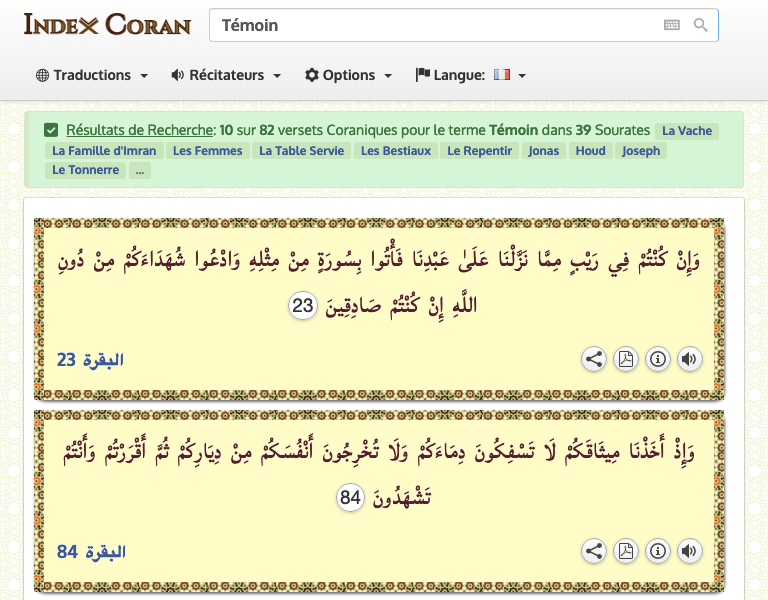 INDEX CORAN
Témoin
Traductions Récitateurs Options Langue:
Résultats de Recherche: 10 sur 82 versets Coraniques pour le terme Témoin dans 39 Sourates La Vache
La Famille d'Imran Les Femmes La Table Servie Les Bestiaux Le Repentir Jonas Houd Joseph
Le Tonnerre ...
وَإِنْ كُنْتُمْ فِي رَيْبٍ مِمَّا نَزَّلْنَا عَلَىٰ عَبْدِنَا فَأْتُوا بِسُورَةٍ مِنْ مِثْلِهِ وَادْعُوا شُهَدَاءَكُمْ مِنْ دُونِ
اللَّهِ إِنْ كُنْتُمْ صَادِقِينَ 23
البقرة 23
وَإِذْ أَخَذْنَا مِيثَاقَكُمْ لَا تَسْفِكُونَ دِمَاءَكُمْ وَلَا تُخْرِجُونَ أَنْفُسَكُمْ مِنْ دِيَارِكُمْ ثُمَّ أَقْرَرْتُمْ وَأَنْتُمْ
تَشْهَدُونَ 84
البقرة 84